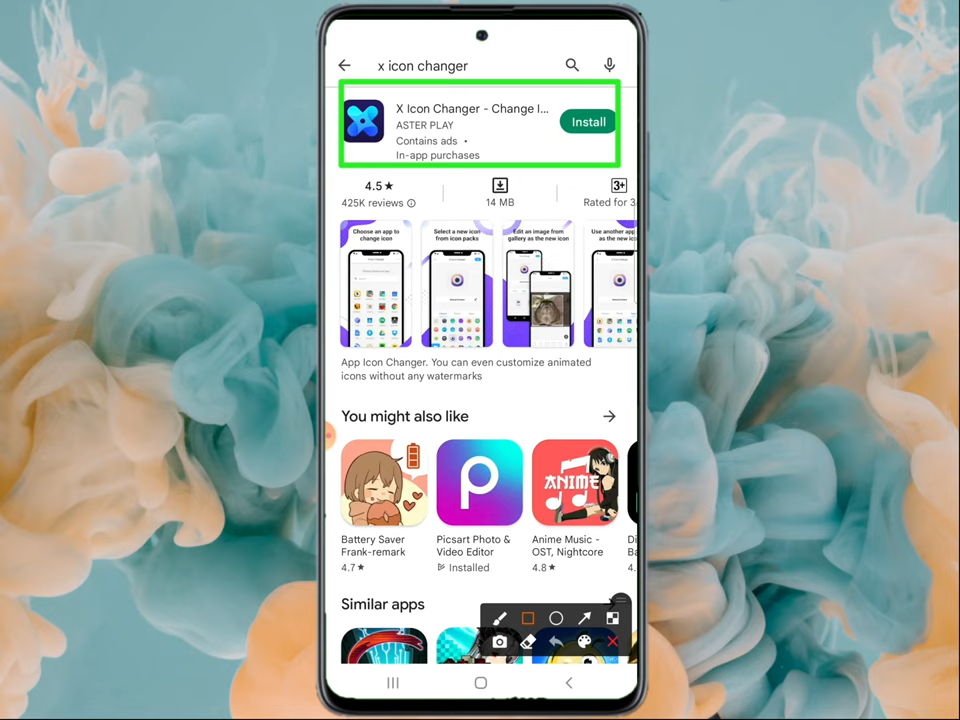 x icon changer
X Icon Changer - Change I...
ASTER PLAY
Contains ads •
In-app purchases
Install
4.5★
425K reviews
14 MB
3+
Rated for 3
Choose an app to
change icon
Select a new icon
from icon packs
Edit an image from
gallery as the new icon
Use another app
as the new icon
App Icon Changer. You can even customize animated
icons without any watermarks
You might also like
ANIME
Battery Saver
Frank-remark
4.7★
Picsart Photo &
Video Editor
Installed
Anime Music -
OST, Nightcore
4.8★
Di
Ba
4.
Similar apps